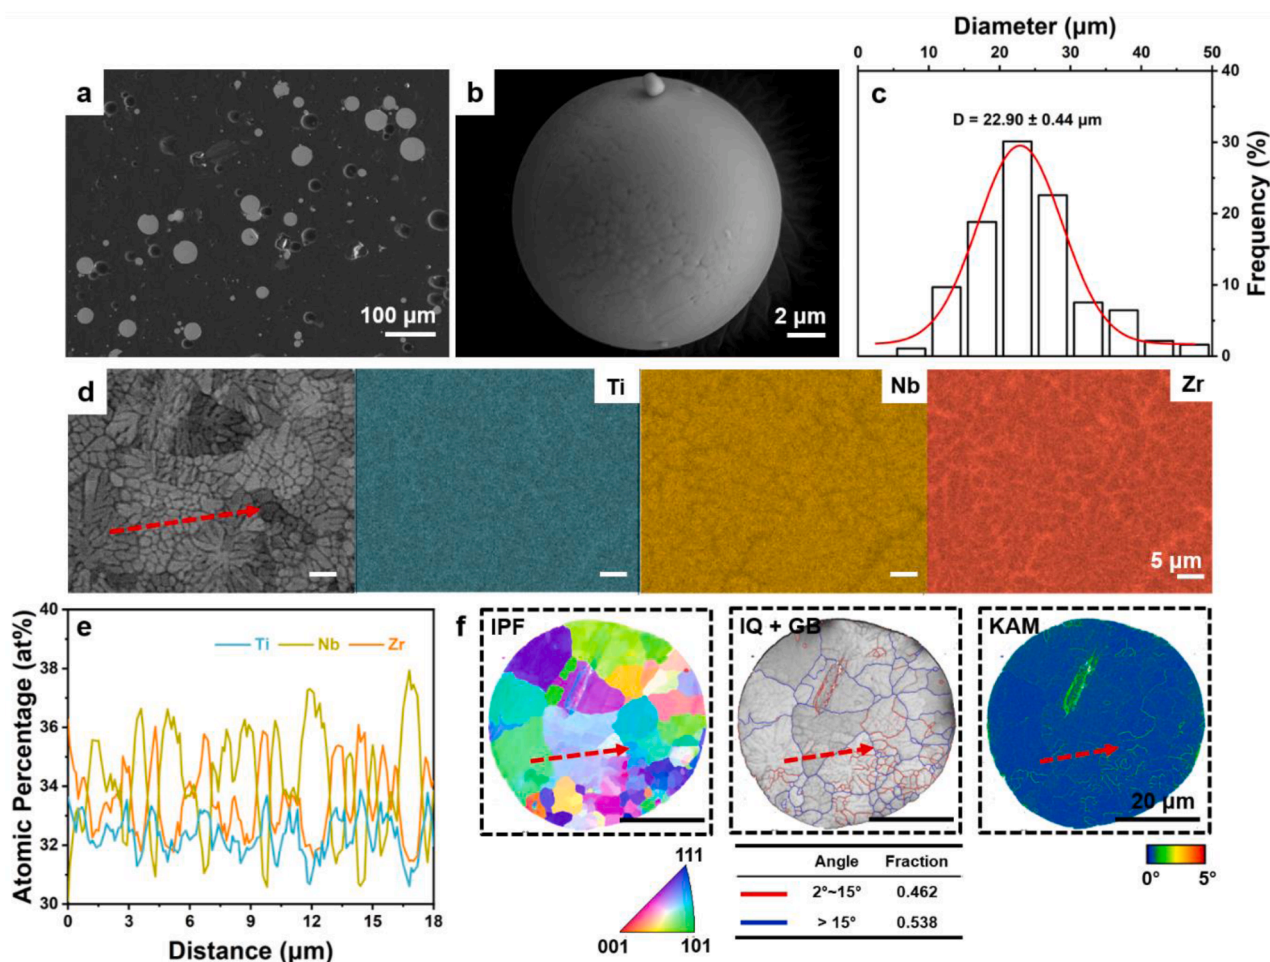 Diameter (µm)
0 10 20 30 40 50
a
100 µm
b
2 µm
c
D = 22.90 ± 0.44 µm
40
30
20
10
0
Frequency (%)
d
Ti
Nb
Zr
5 µm
e
Ti Nb Zr
40
38
36
34
32
30
Atomic Percentage (at%)
0 3 6 9 12 15 18
Distance (µm)
f
IPF
IQ + GB
KAM
20 µm
111
001
101
Angle Fraction
2°~15° 0.462
> 15° 0.538
0° 5°